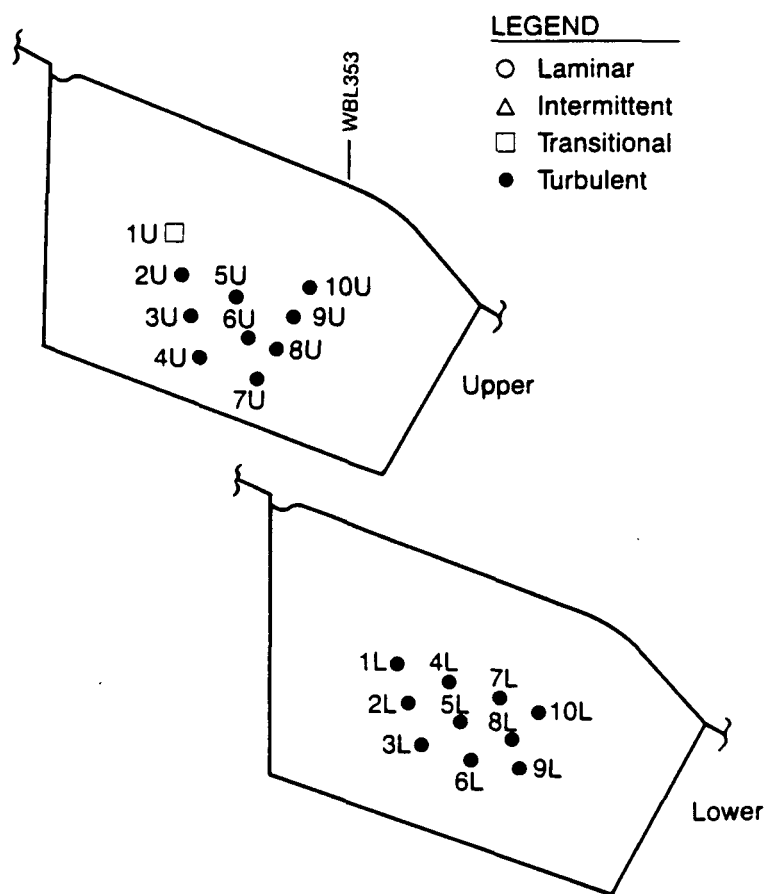 LEGEND
Laminar
Intermittent
Transitional
Turbulent
WBL353
1U
2U 5U 10U
3U 6U 9U
4U 8U
7U
Upper
1L 4L 7L
2L 5L 8L 10L
3L 6L 9L
Lower